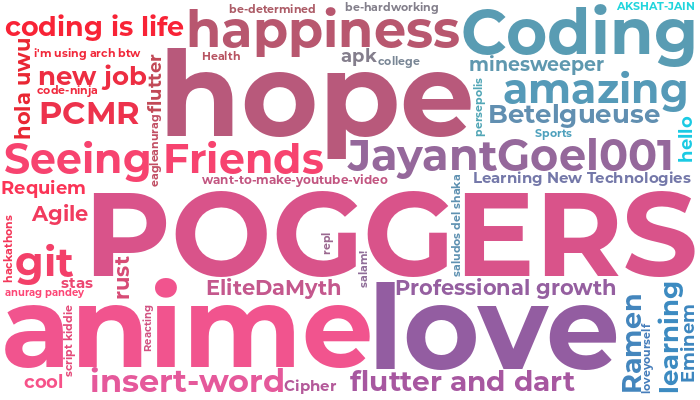 be-determined
be-hardworking
AKSHAT-JAIN
coding is life
happiness
Coding
i'm using arch btw
Health
apk
college
minesweeper
hola uwu
new job
code-ninja
flutter
hope
persepolis
amazing
PCMR
Betelgueuse
Sports
hello
eagleanurag
Seeing Friends
JayantGoel001
Requiem
want-to-make-youtube-video
Learning New Technologies
Agile
POGGERS
saludos del shaka
hackathons
git
rust
repl
salam!
stas
anurag pandey
EliteDaMyth
Professional growth
anime
love
script kiddie
Reacting
Ramen
loveyourself
learning
Eminem
cool
insert-word
Cipher
flutter and dart